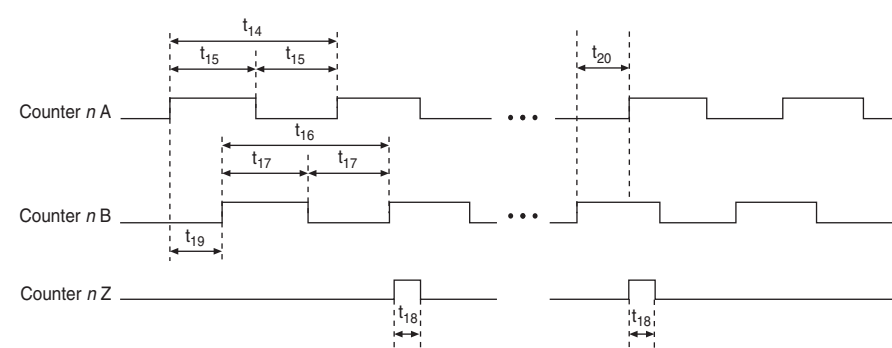 t14
t15 t15 t20
Counter n A
t16
t17 t17
Counter n B
t19
Counter n Z
t18 t18